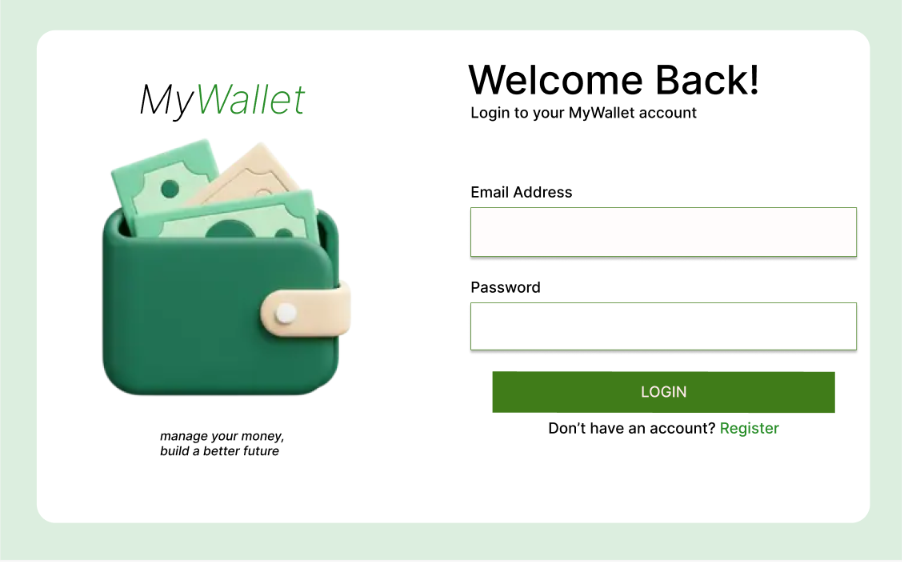 MyWallet
manage your money,
build a better future
Welcome Back!
Login to your MyWallet account
Email Address
Password
LOGIN
Don’t have an account? Register